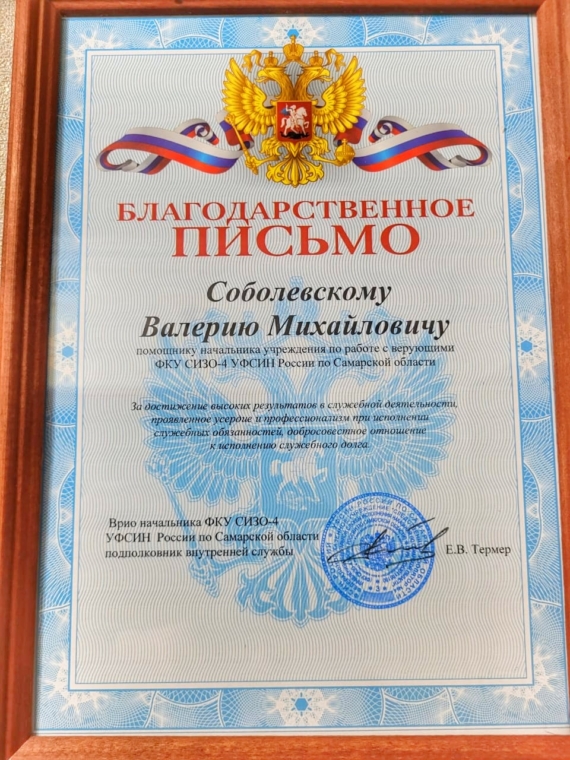 БЛАГОДАРСТВЕННОЕ
ПИСЬМО
Соболевскому
Валерию Михайловичу
помощнику начальника учреждения по работе с верующими
ФКУ СИЗО-4 УФСИН России по Самарской области
За достижение высоких результатов в служебной деятельности,
проявленное усердие и профессионализм при исполнении
служебных обязанностей, добросовестное отношение
к исполнению служебного долга.
Врио начальника ФКУ СИЗО-4
УФСИН России по Самарской области
подполковник внутренней службы
Е.В. Термер